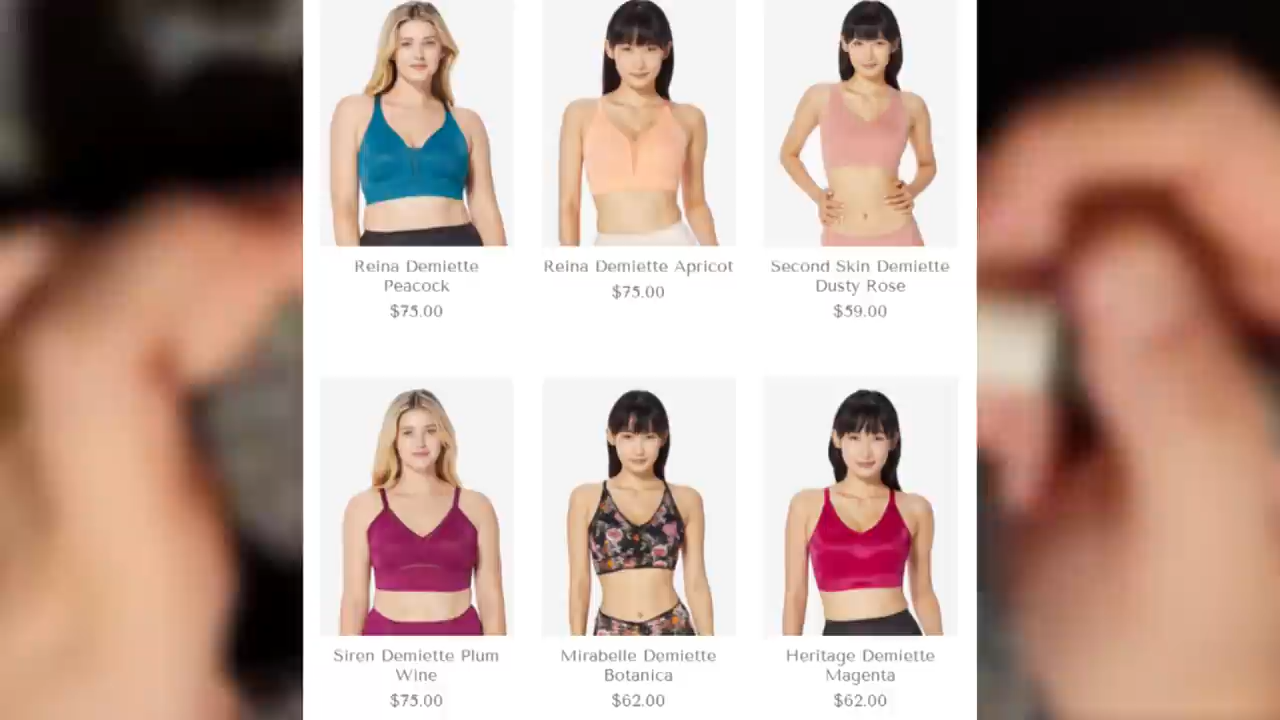 Reina Demiette
Peacock
$75.00
Reina Demiette Apricot
$75.00
Second Skin Demiette
Dusty Rose
$59.00
Siren Demiette Plum
Wine
$75.00
Mirabelle Demiette
Botanica
$62.00
Heritage Demiette
Magenta
$62.00